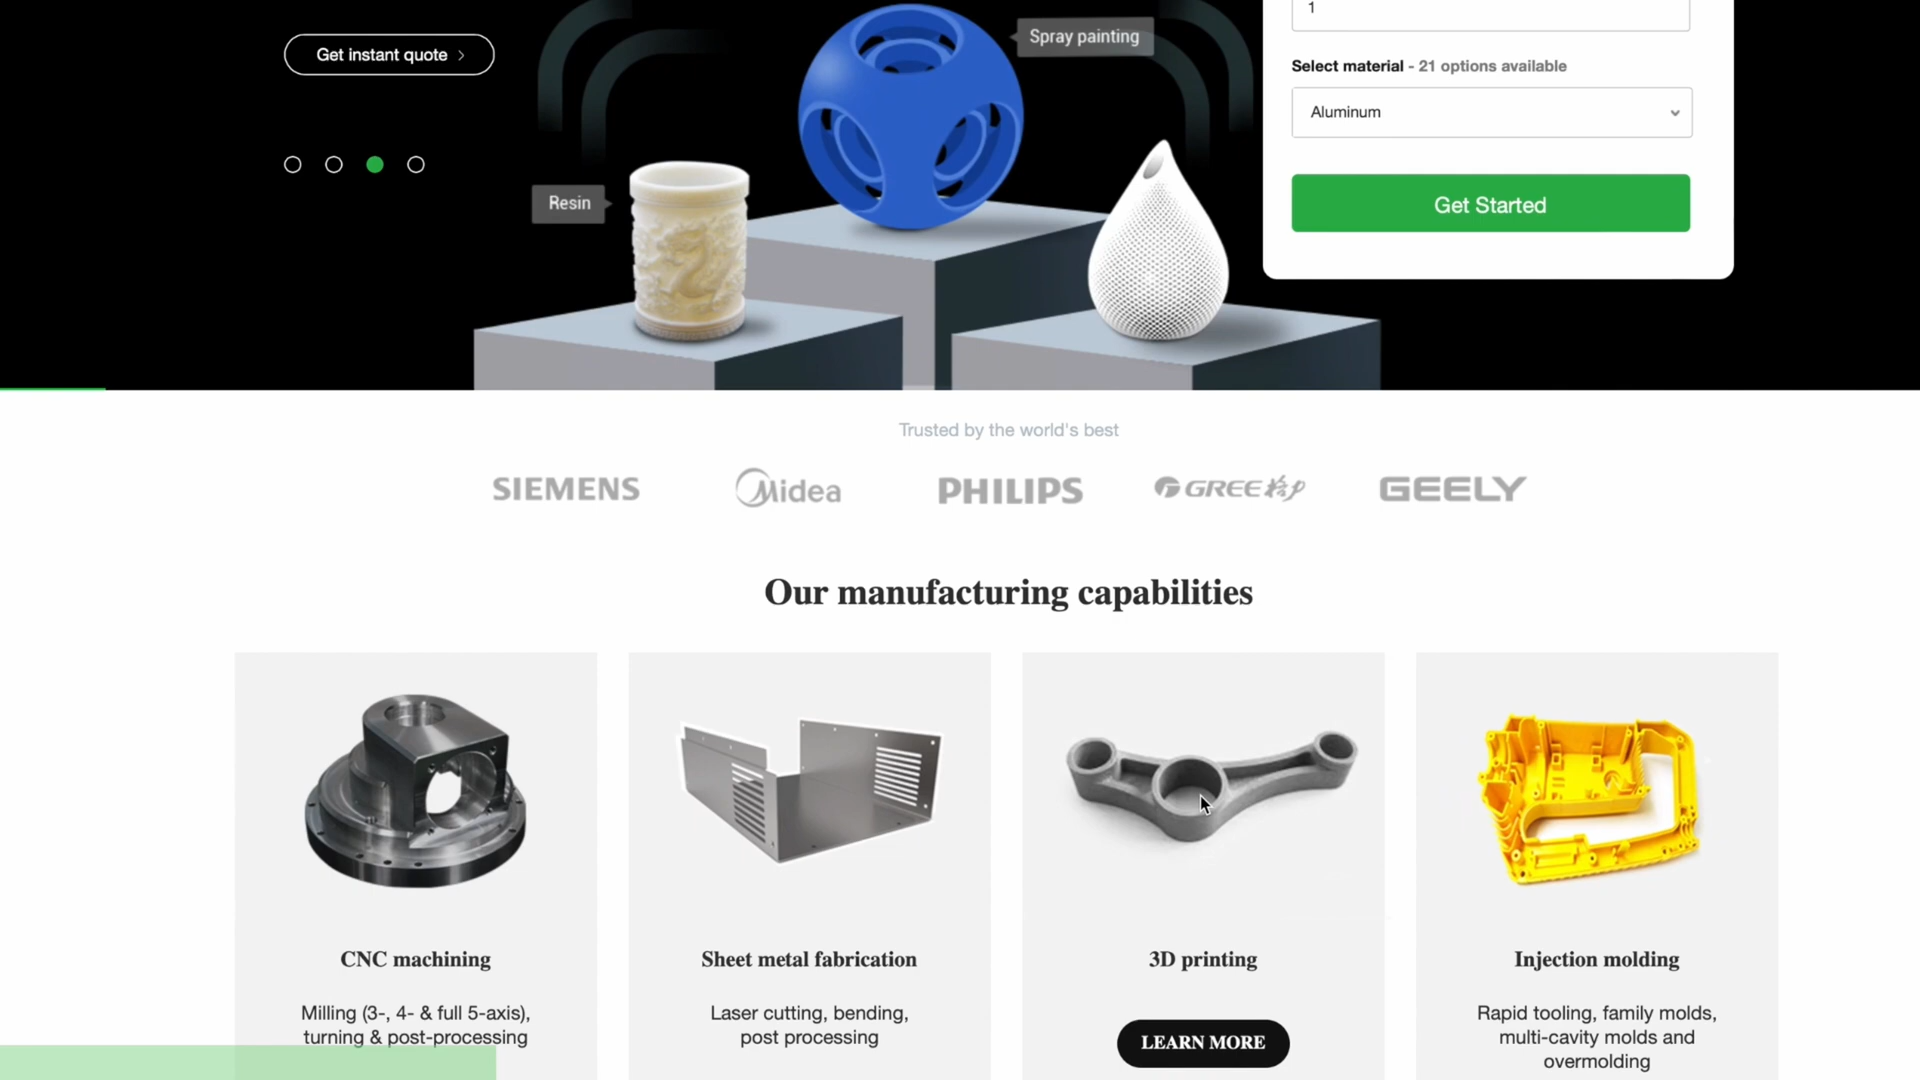 Get instant quote
Spray painting
Resin
1
Select material - 21 options available
Aluminum
Get Started
Trusted by the world's best
SIEMENS
Midea
PHILIPS
GREE格力
GEELY
Our manufacturing capabilities
CNC machining
Milling (3-, 4- & full 5-axis),
turning & post-processing
Sheet metal fabrication
Laser cutting, bending,
post processing
3D printing
LEARN MORE
Injection molding
Rapid tooling, family molds,
multi-cavity molds and
overmolding